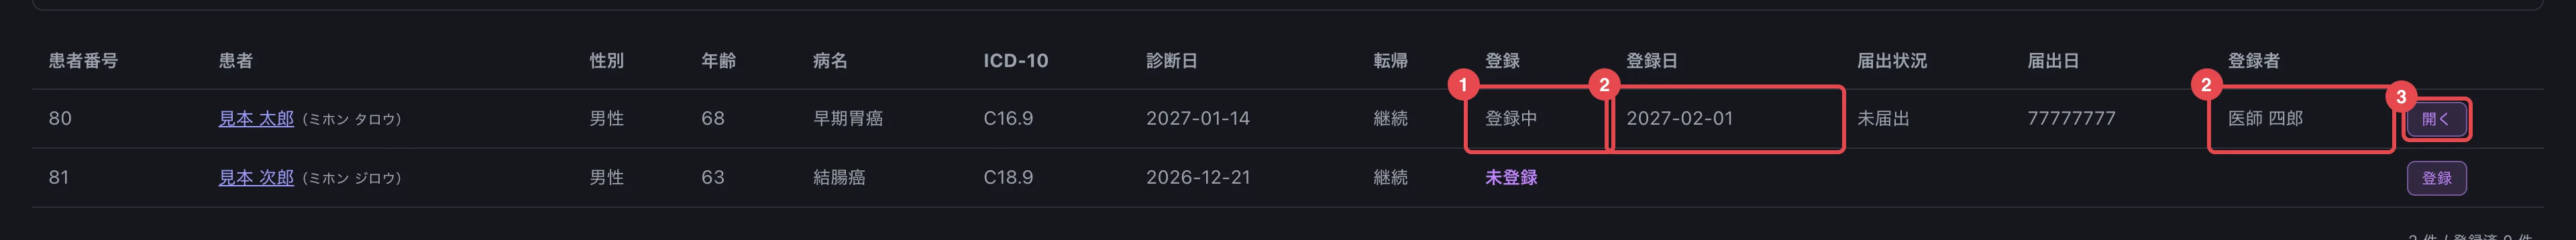 患者番号 患者 性別 年齢 病名 ICD-10 診断日 転帰 登録 登録日 届出状況 届出日 登録者
1 2 2 3
80 見本 太郎 (ミホン タロウ) 男性 68 早期胃癌 C16.9 2027-01-14 継続 登録中 2027-02-01 未届出 77777777 医師 四郎 開く
81 見本 次郎 (ミホン ジロウ) 男性 63 結腸癌 C18.9 2026-12-21 継続 未登録 登録